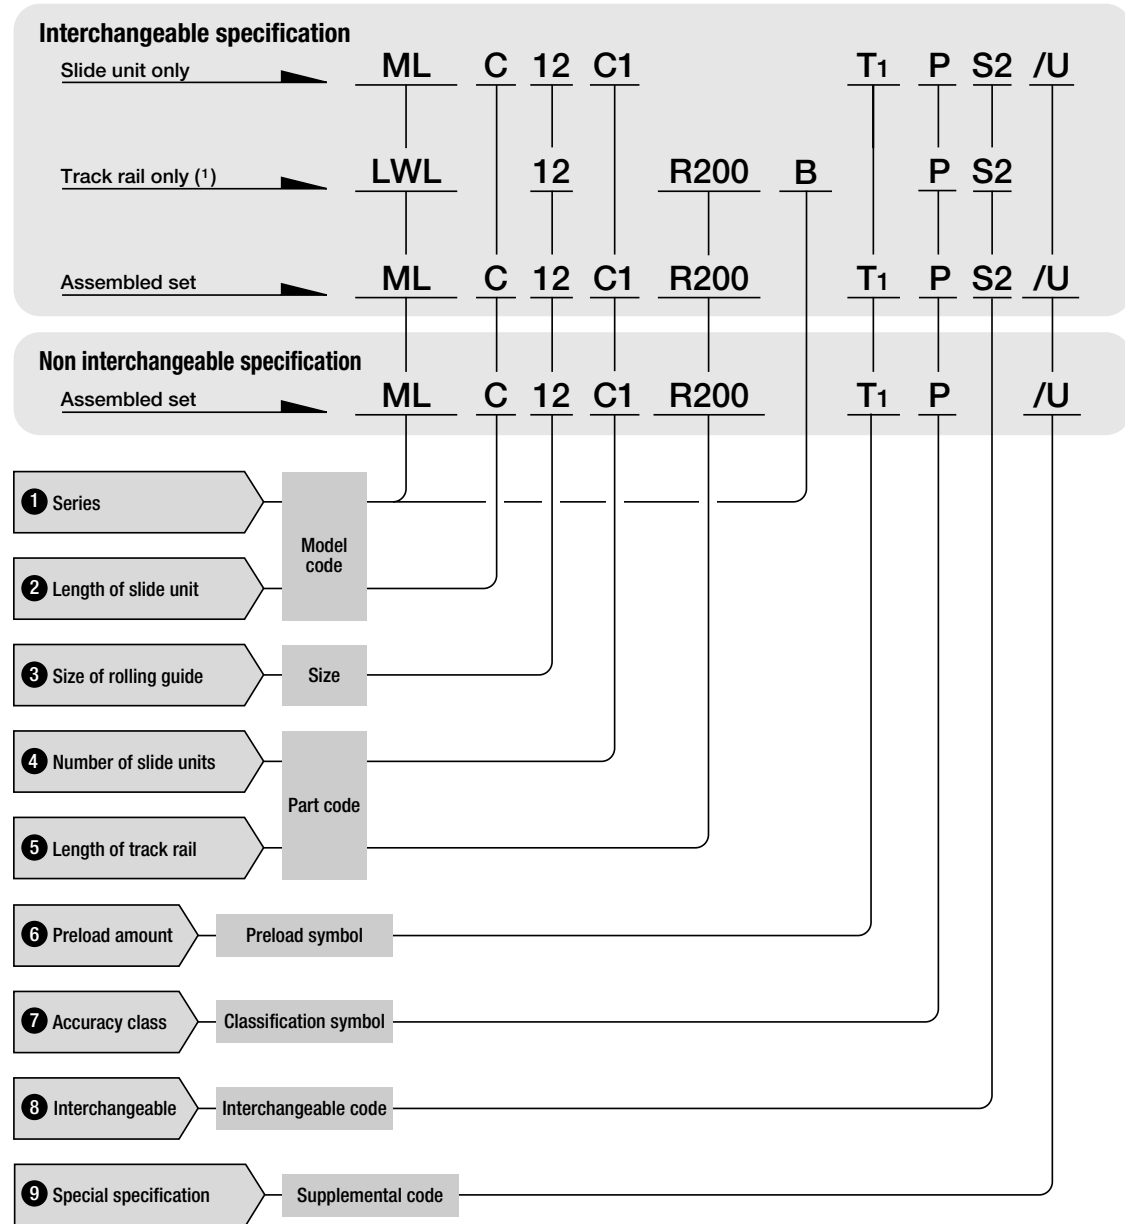 Interchangeable specification
Slide unit only ML C 12 C1 T1 P S2 /U
Track rail only (1) LWL 12 R200 B P S2
Assembled set ML C 12 C1 R200 T1 P S2 /U
Non interchangeable specification
Assembled set ML C 12 C1 R200 T1 P /U
1 Series
Model
code
2 Length of slide unit
3 Size of rolling guide Size
4 Number of slide units
Part code
5 Length of track rail
6 Preload amount Preload symbol
7 Accuracy class Classification symbol
8 Interchangeable Interchangeable code
9 Special specification Supplemental code